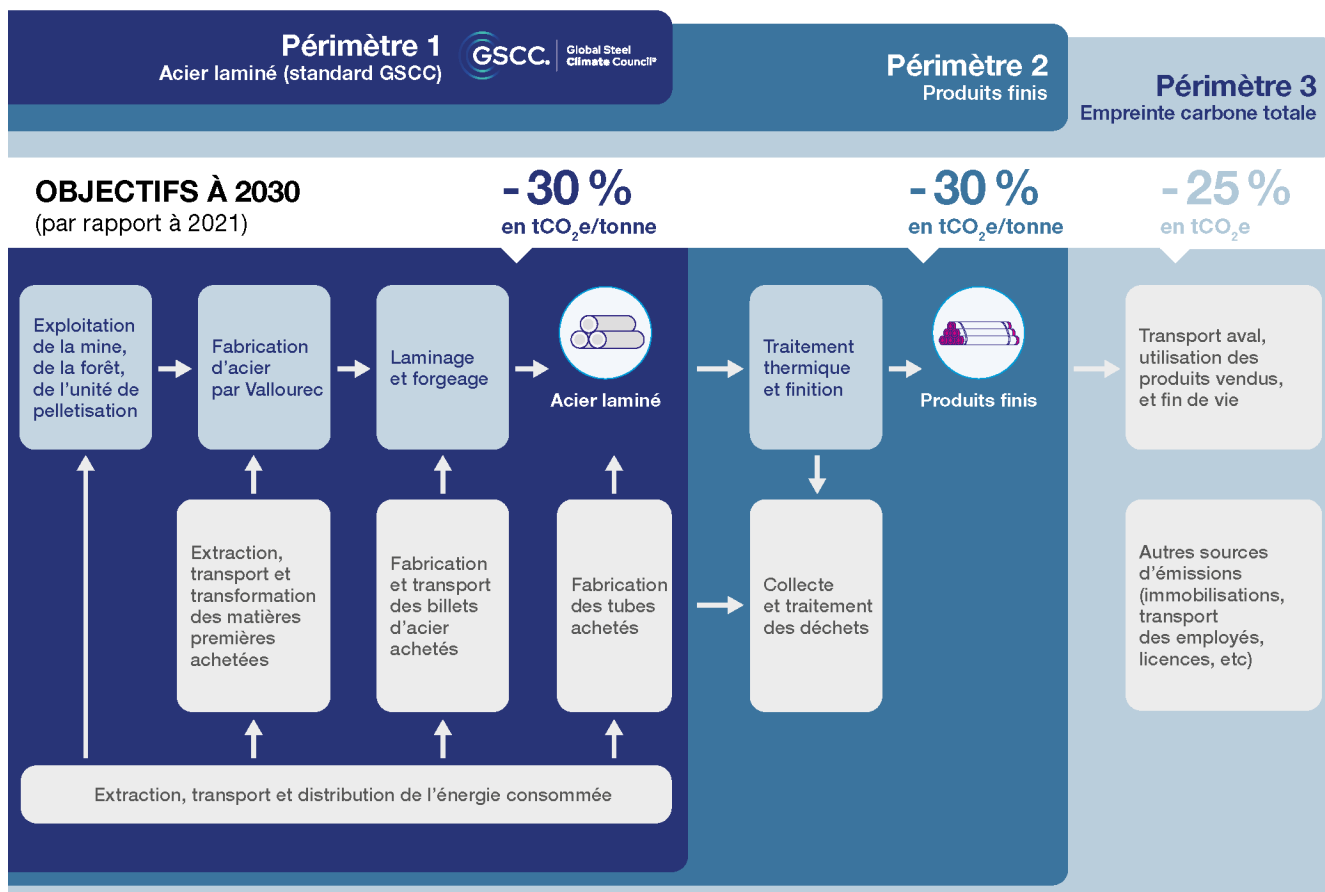 Périmètre 1
Acier laminé (standard GSCC)
GSCC.
Global Steel
Climate Council®
Périmètre 2
Produits finis
Périmètre 3
Empreinte carbone totale
OBJECTIFS À 2030
(par rapport à 2021)
- 30 %
en tCO₂e/tonne
- 30 %
en tCO₂e/tonne
- 25 %
en tCO₂e
Exploitation
de la mine,
de la forêt,
de l'unité de
pelletisation
Fabrication
d'acier
par Vallourec
Laminage
et forgeage
Acier laminé
Traitement
thermique
et finition
Produits finis
Transport aval,
utilisation des
produits vendus,
et fin de vie
Extraction,
transport et
transformation
des matières
premières
achetées
Fabrication
et transport
des billets
d'acier
achetés
Fabrication
des tubes
achetés
Collecte
et traitement
des déchets
Autres sources
d'émissions
(immobilisations,
transport
des employés,
licences, etc)
Extraction, transport et distribution de l'énergie consommée